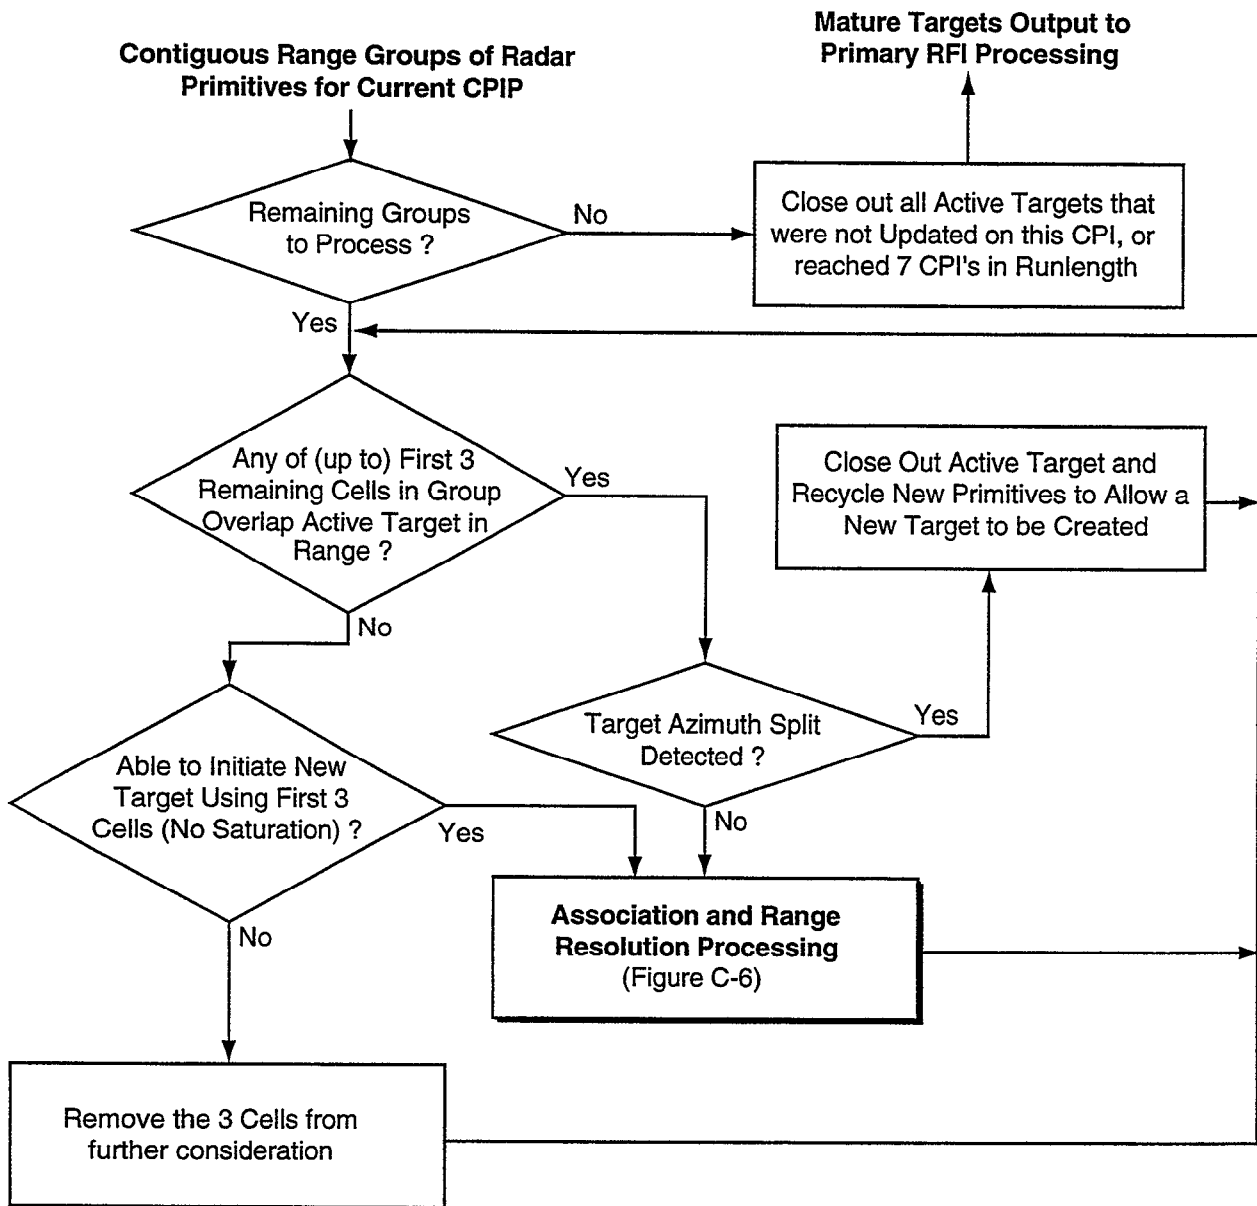 Contiguous Range Groups of Radar
Primitives for Current CPIP
Mature Targets Output to
Primary RFI Processing
Remaining Groups
to Process ?
No
Close out all Active Targets that
were not Updated on this CPI, or
reached 7 CPI's in Runlength
Yes
Any of (up to) First 3
Remaining Cells in Group
Overlap Active Target in
Range ?
Yes
Close Out Active Target and
Recycle New Primitives to Allow a
New Target to be Created
No
Target Azimuth Split
Detected ?
Yes
No
Able to Initiate New
Target Using First 3
Cells (No Saturation) ?
Yes
No
Association and Range
Resolution Processing
(Figure C-6)
Remove the 3 Cells from
further consideration